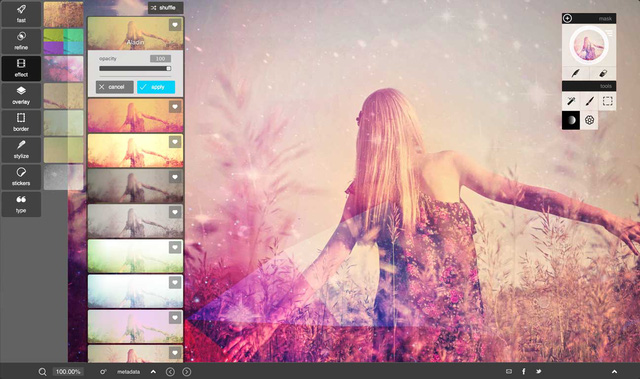 fast
refine
effect
overlay
border
stylize
stickers
type
shuffle
Aladin
opacity 100
cancel apply
mask
tools
100.00% metadata